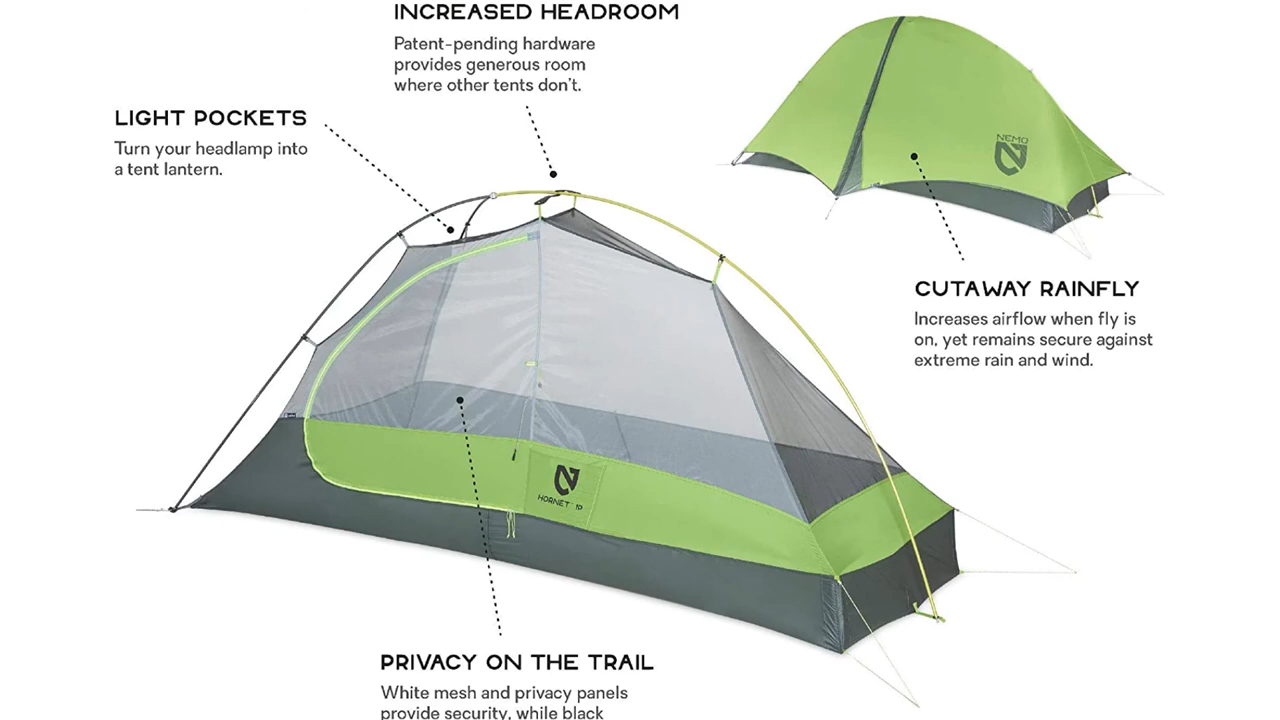 INCREASED HEADROOM
Patent-pending hardware
provides generous room
where other tents don't.
LIGHT POCKETS
Turn your headlamp into
a tent lantern.
NEMO
CUTAWAY RAINFLY
Increases airflow when fly is
on, yet remains secure against
extreme rain and wind.
HORNET 1P
PRIVACY ON THE TRAIL
White mesh and privacy panels
provide security, while black